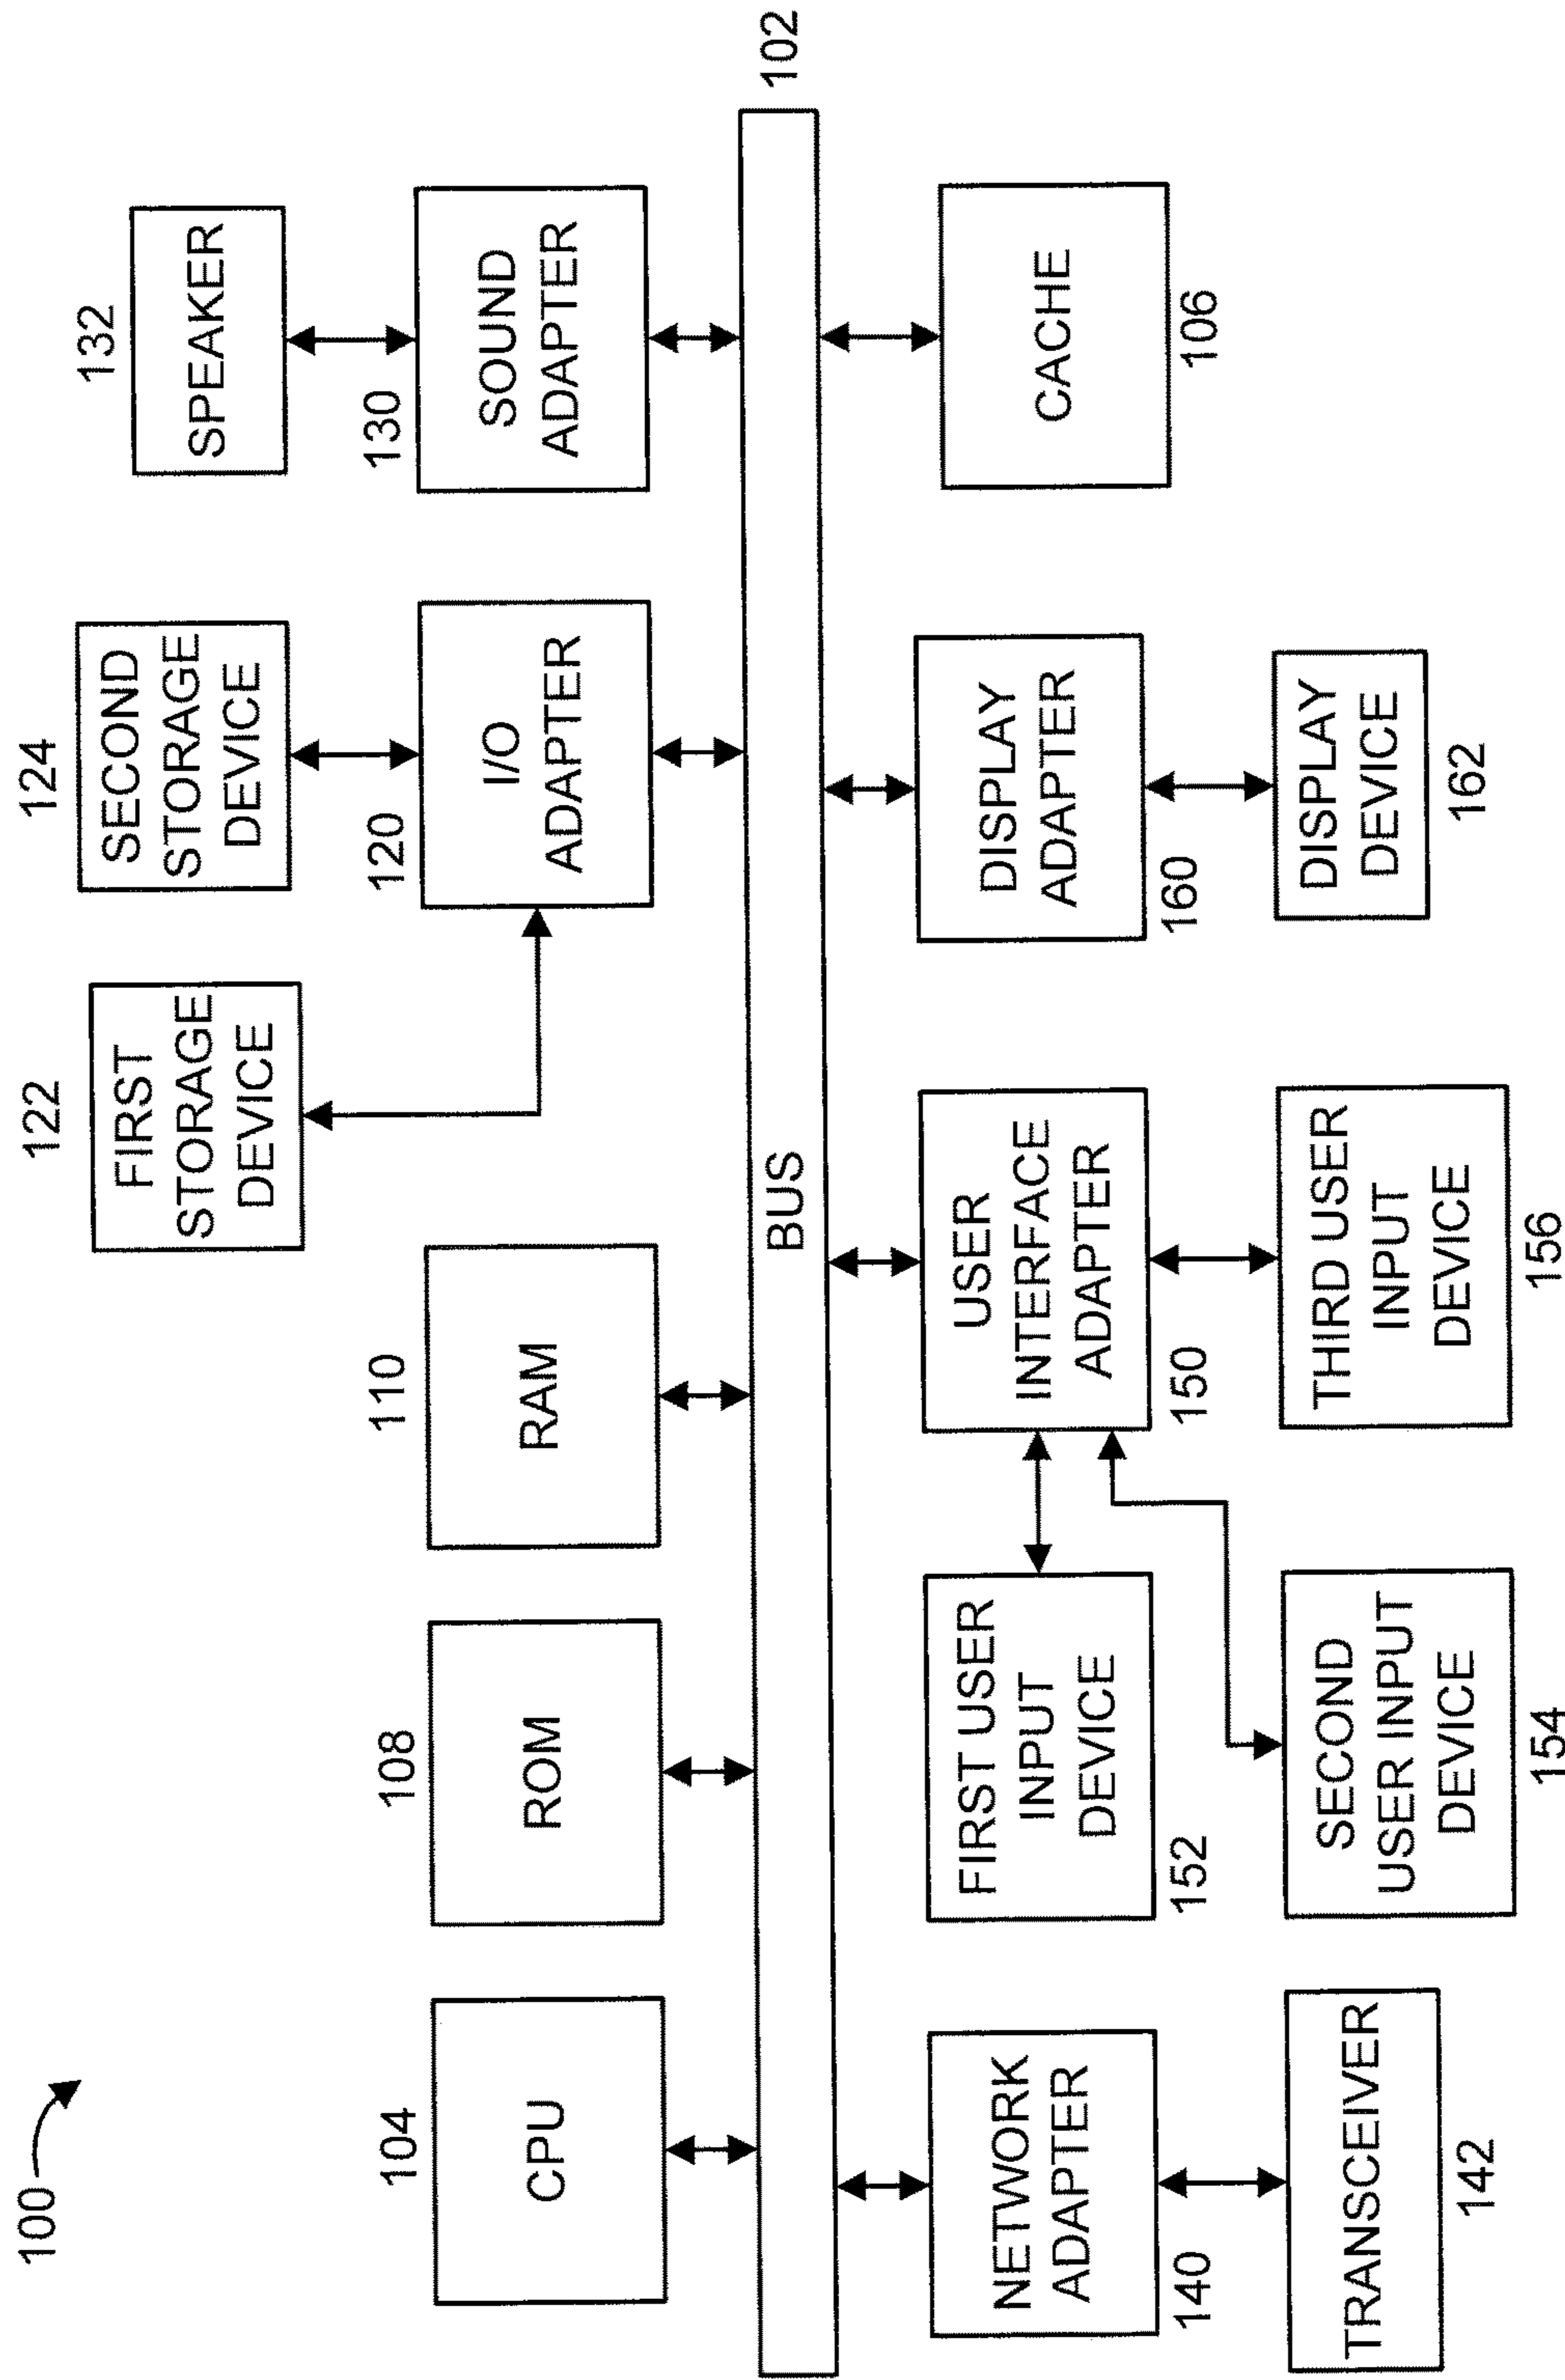 100
122
FIRST
STORAGE
DEVICE
124
SECOND
STORAGE
DEVICE
132
SPEAKER
104
CPU
108
ROM
110
RAM
120
I/O
ADAPTER
130
SOUND
ADAPTER
BUS
102
NETWORK
ADAPTER
140
FIRST USER
INPUT
DEVICE
152
USER
INTERFACE
ADAPTER
150
DISPLAY
ADAPTER
160
CACHE
106
TRANSCEIVER
142
SECOND
USER INPUT
DEVICE
154
THIRD USER
INPUT
DEVICE
156
DISPLAY
DEVICE
162